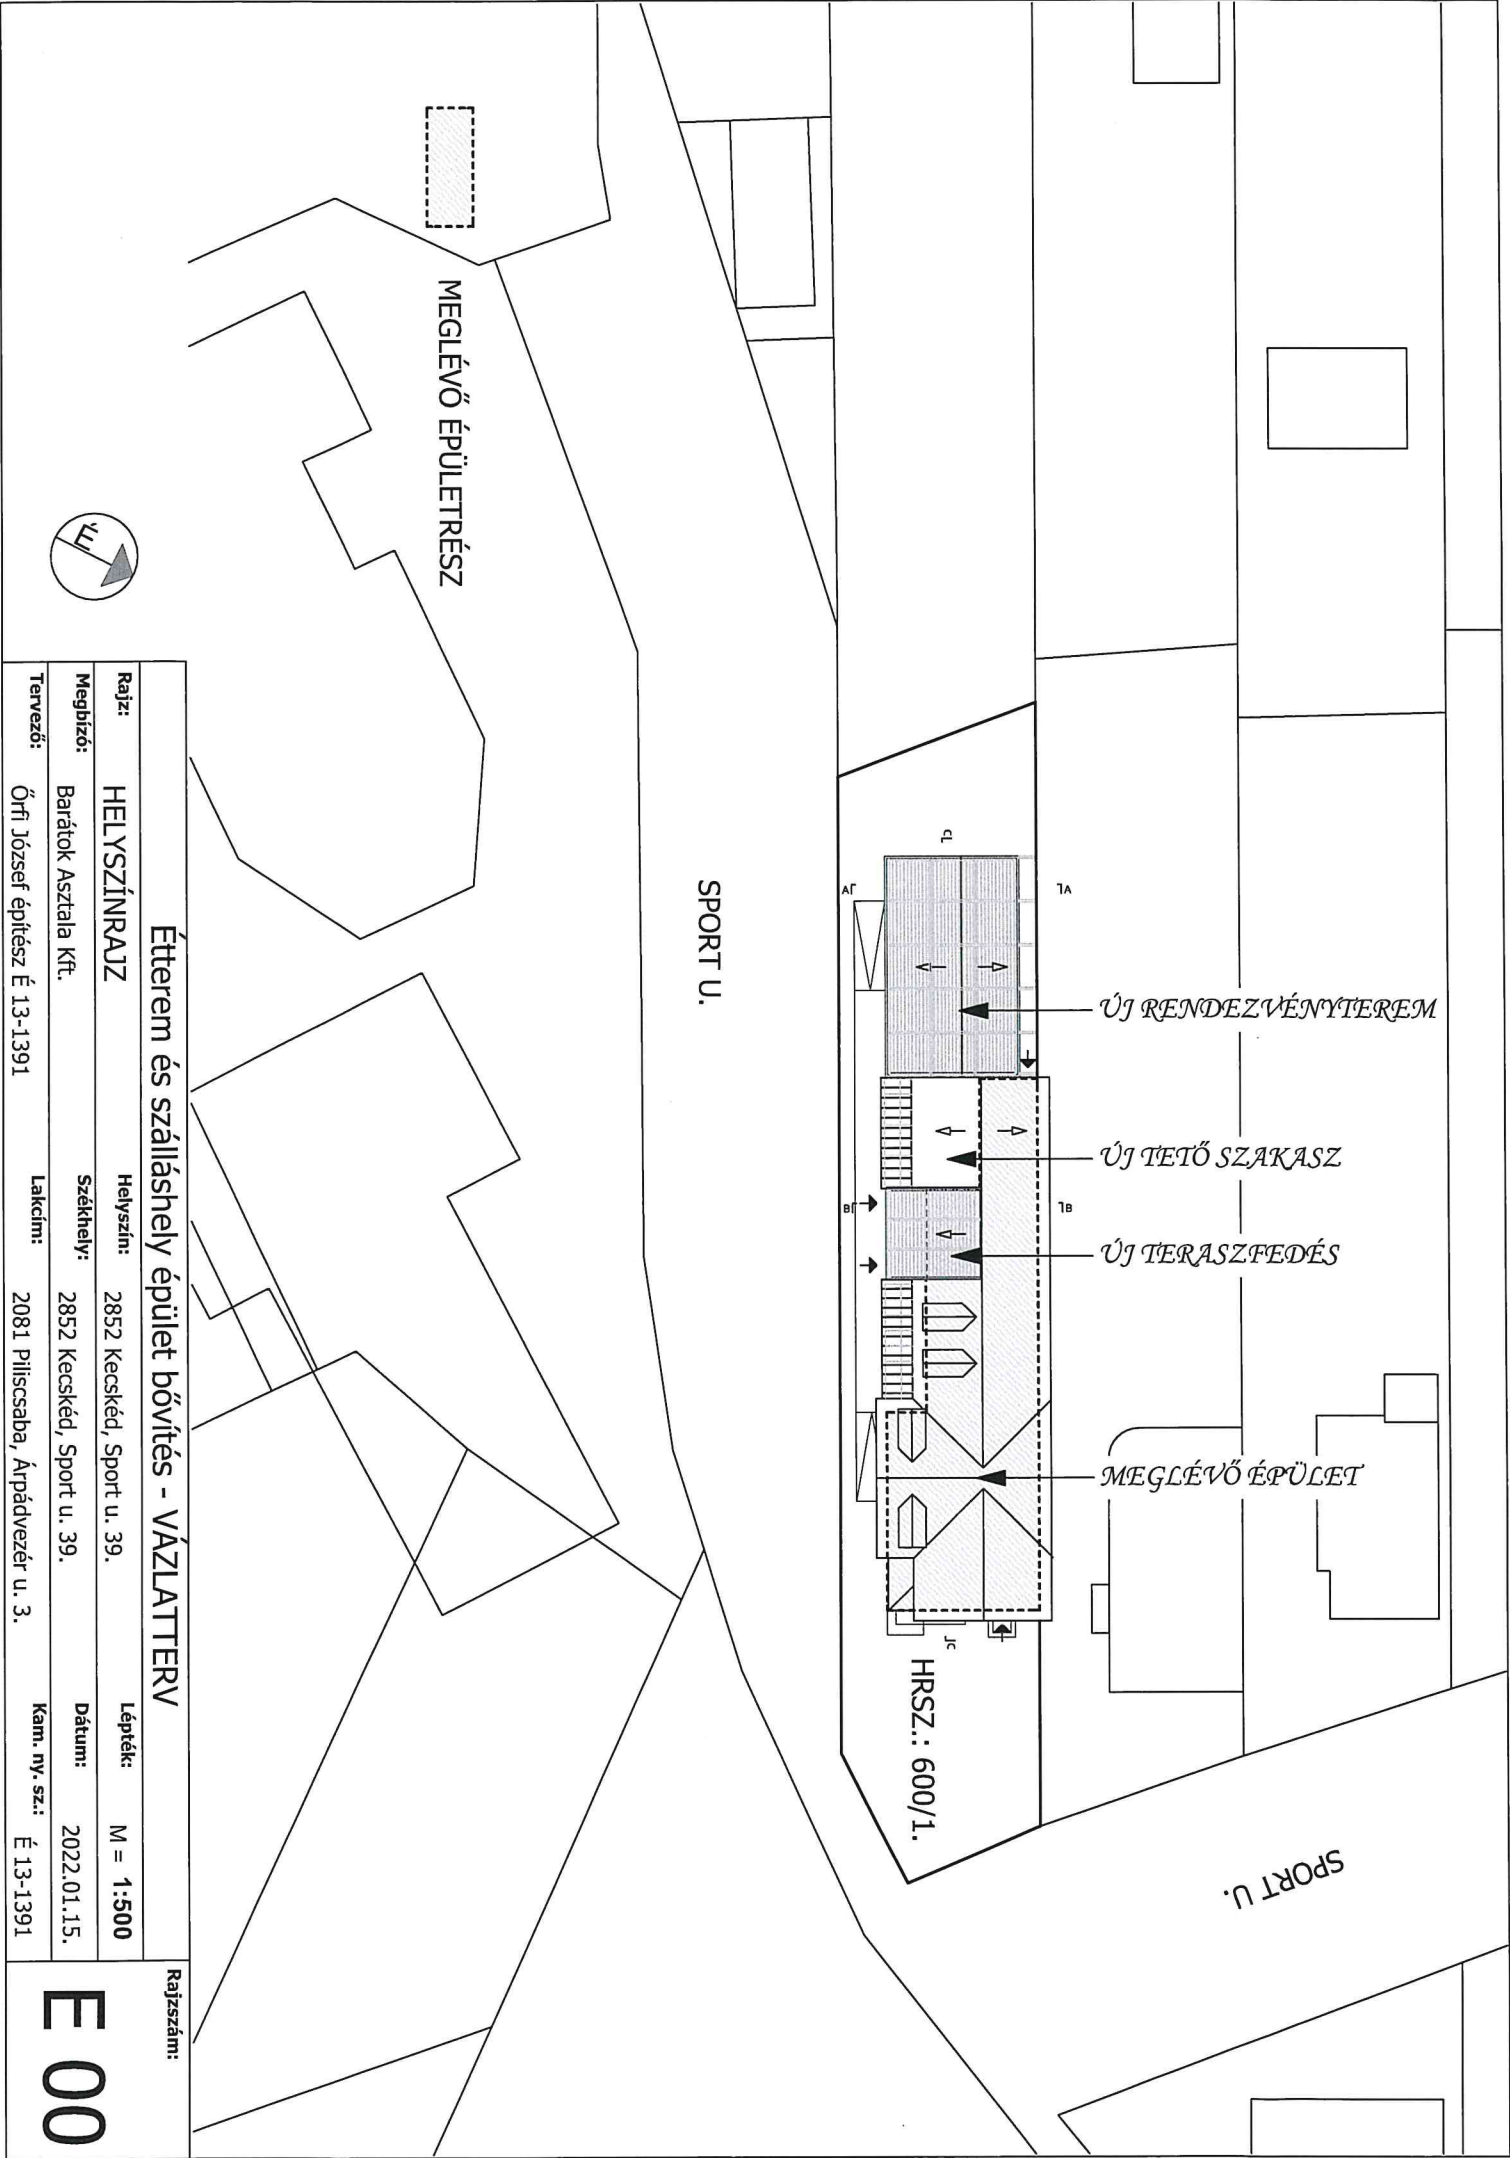 MEGLÉVŐ ÉPÜLETRÉSZ
É
SPORT U.
SPORT U.
HRSZ.: 600/1.
ÚJ RENDEZVÉNYTEREM
ÚJ TETŐ SZAKASZ
ÚJ TERASZFEDÉS
MEGLÉVŐ ÉPÜLET
A
A
B
B
C
C
Étterem és szálláshely épület bővítés - VÁZLATTERV
Rajz: HELYSZÍNRAJZ Helyszín: 2852 Kecskéd, Sport u. 39. Lépték: M = 1:500
Megbízó: Barátok Asztala Kft. Székhely: 2852 Kecskéd, Sport u. 39. Dátum: 2022.01.15.
Tervező: Őrfi József építész É 13-1391 Lakcím: 2081 Piliscsaba, Árpádvezér u. 3. Kam. ny. sz.: É 13-1391
Rajzszám:
E 00